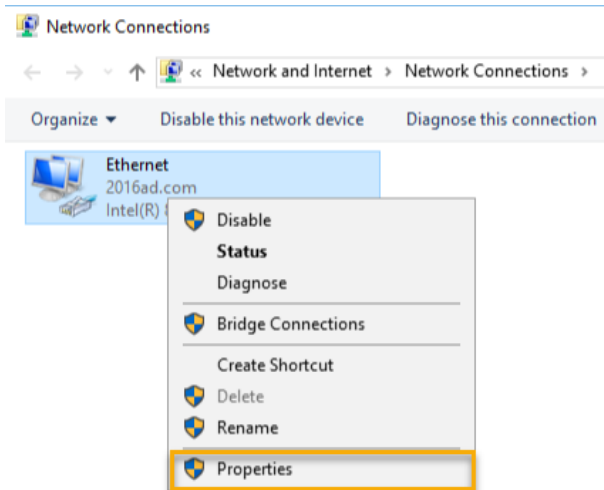 Network Connections
« Network and Internet > Network Connections >
Organize ▾ Disable this network device Diagnose this connection
Ethernet
2016ad.com
Intel(R)
Disable
Status
Diagnose
Bridge Connections
Create Shortcut
Delete
Rename
Properties